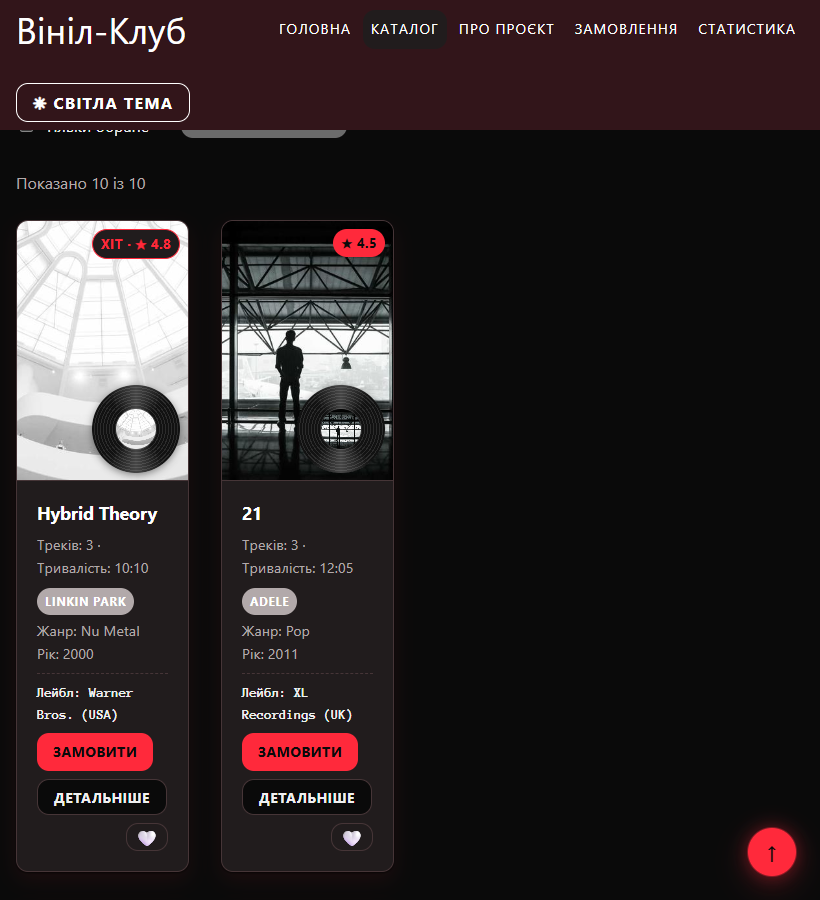 Вініл-Клуб
ГОЛОВНА КАТАЛОГ ПРО ПРОЄКТ ЗАМОВЛЕННЯ СТАТИСТИКА
СВІТЛА ТЕМА
Показано 10 із 10
ХІТ · ★ 4.8
★ 4.5
Hybrid Theory
Треків: 3 ·
Тривалість: 10:10
LINKIN PARK
Жанр: Nu Metal
Рік: 2000
Лейбл: Warner
Bros. (USA)
ЗАМОВИТИ
ДЕТАЛЬНІШЕ
21
Треків: 3 ·
Тривалість: 12:05
ADELE
Жанр: Pop
Рік: 2011
Лейбл: XL
Recordings (UK)
ЗАМОВИТИ
ДЕТАЛЬНІШЕ
↑